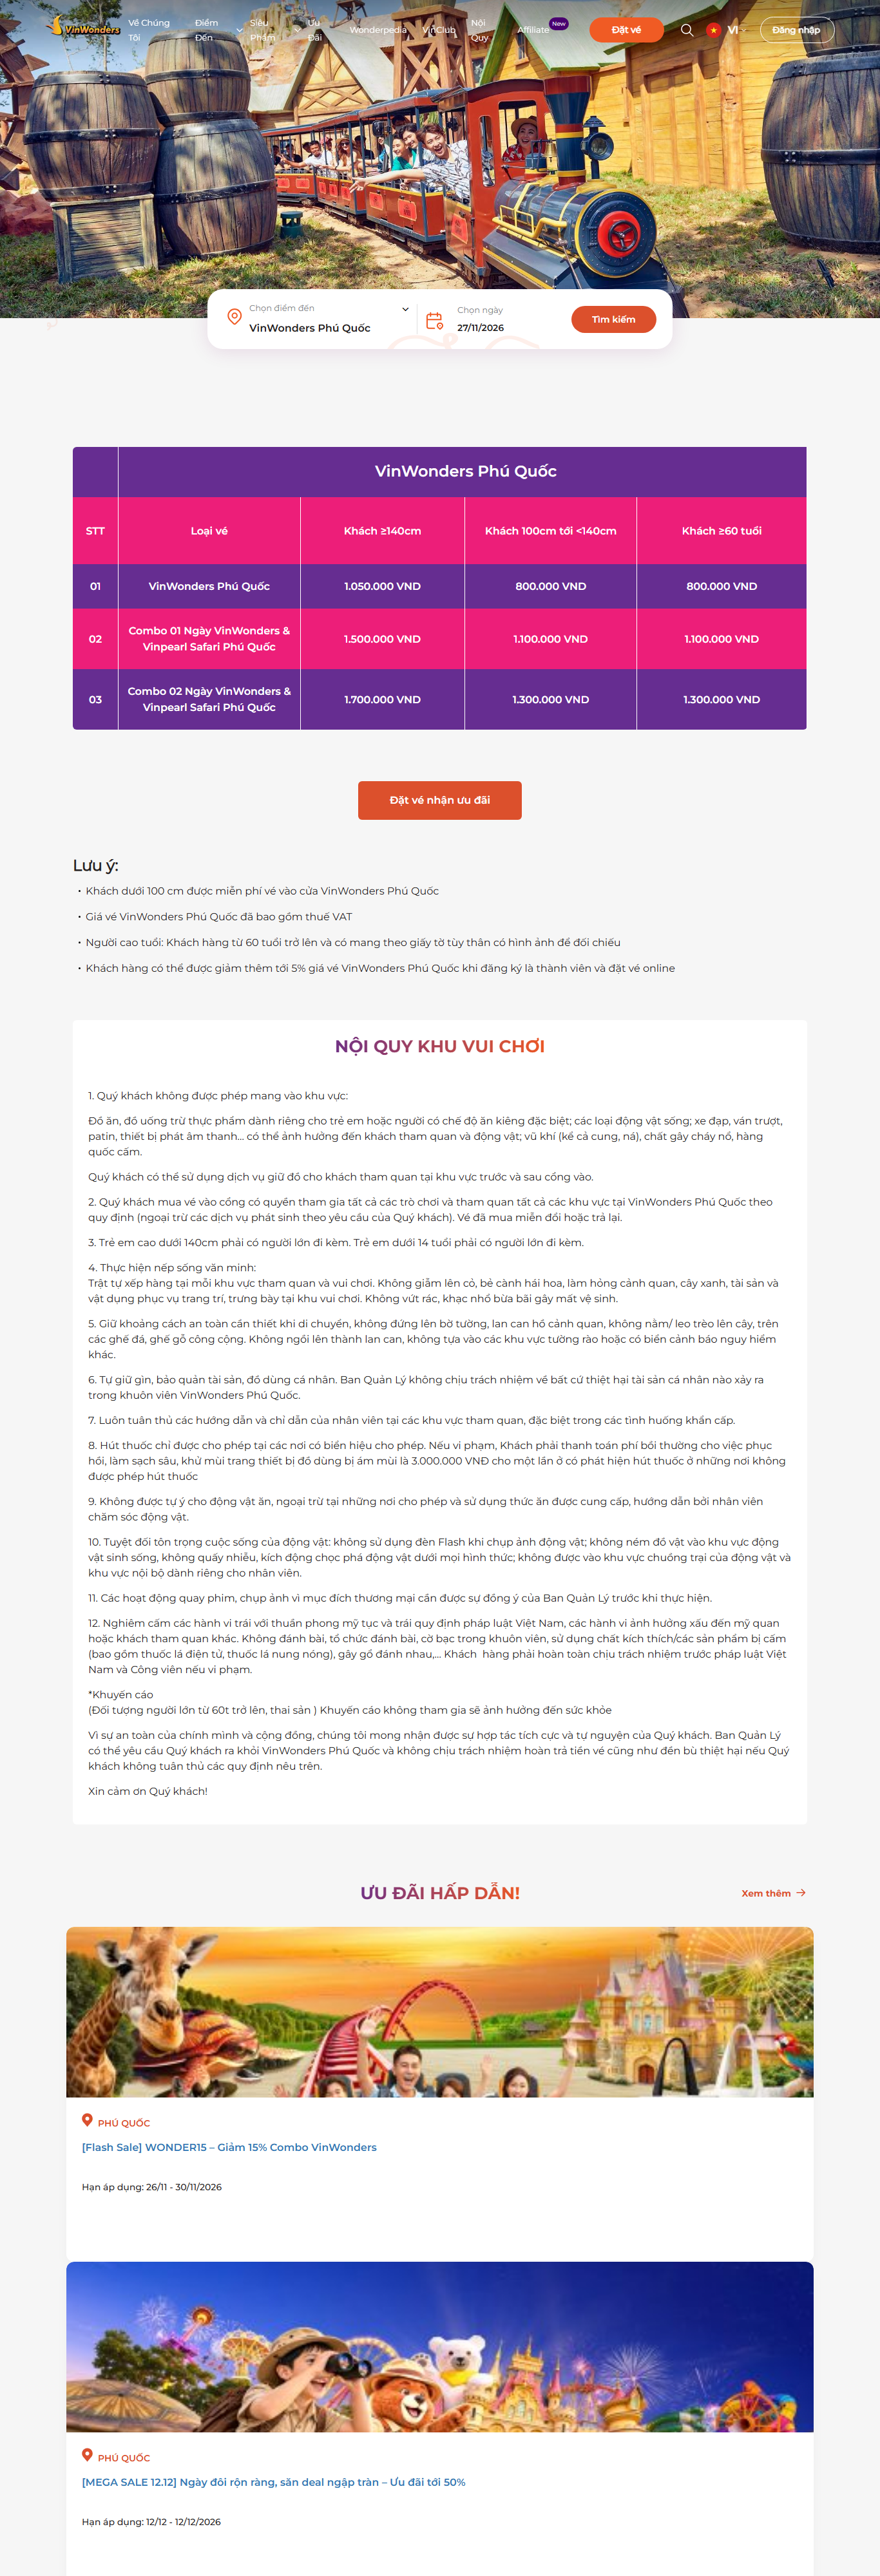 VinWonders
Về Chúng
Tôi
Điểm
Đến
Siêu
Phẩm
Ưu
Đãi
Wonderpedia
VinClub
Nội
Quy
Affiliate
New
Đặt vé
VI
Đăng nhập
Chọn điểm đến
VinWonders Phú Quốc
Chọn ngày
27/11/2026
Tìm kiếm
VinWonders Phú Quốc
STT Loại vé Khách ≥140cm Khách 100cm tới <140cm Khách ≥60 tuổi
01 VinWonders Phú Quốc 1.050.000 VND 800.000 VND 800.000 VND
02 Combo 01 Ngày VinWonders &
Vinpearl Safari Phú Quốc 1.500.000 VND 1.100.000 VND 1.100.000 VND
03 Combo 02 Ngày VinWonders &
Vinpearl Safari Phú Quốc 1.700.000 VND 1.300.000 VND 1.300.000 VND
Đặt vé nhận ưu đãi
Lưu ý:
• Khách dưới 100 cm được miễn phí vé vào cửa VinWonders Phú Quốc
• Giá vé VinWonders Phú Quốc đã bao gồm thuế VAT
• Người cao tuổi: Khách hàng từ 60 tuổi trở lên và có mang theo giấy tờ tùy thân có hình ảnh để đối chiếu
• Khách hàng có thể được giảm thêm tới 5% giá vé VinWonders Phú Quốc khi đăng ký là thành viên và đặt vé online
NỘI QUY KHU VUI CHƠI
1. Quý khách không được phép mang vào khu vực:
Đồ ăn, đồ uống trừ thực phẩm dành riêng cho trẻ em hoặc người có chế độ ăn kiêng đặc biệt; các loại động vật sống; xe đạp, ván trượt,
patin, thiết bị phát âm thanh... có thể ảnh hưởng đến khách tham quan và động vật; vũ khí (kể cả cung, ná), chất gây cháy nổ, hàng
quốc cấm.
Quý khách có thể sử dụng dịch vụ giữ đồ cho khách tham quan tại khu vực trước và sau cổng vào.
2. Quý khách mua vé vào cổng có quyền tham gia tất cả các trò chơi và tham quan tất cả các khu vực tại VinWonders Phú Quốc theo
quy định (ngoại trừ các dịch vụ phát sinh theo yêu cầu của Quý khách). Vé đã mua miễn đổi hoặc trả lại.
3. Trẻ em cao dưới 140cm phải có người lớn đi kèm. Trẻ em dưới 14 tuổi phải có người lớn đi kèm.
4. Thực hiện nếp sống văn minh:
Trật tự xếp hàng tại mỗi khu vực tham quan và vui chơi. Không giẫm lên cỏ, bẻ cành hái hoa, làm hỏng cảnh quan, cây xanh, tài sản và
vật dụng phục vụ trang trí, trưng bày tại khu vui chơi. Không vứt rác, khạc nhổ bừa bãi gây mất vệ sinh.
5. Giữ khoảng cách an toàn cần thiết khi di chuyển, không đứng lên bờ tường, lan can hồ cảnh quan, không nằm/ leo trèo lên cây, trên
các ghế đá, ghế gỗ công cộng. Không ngồi lên thành lan can, không tựa vào các khu vực tường rào hoặc có biển cảnh báo nguy hiểm
khác.
6. Tự giữ gìn, bảo quản tài sản, đồ dùng cá nhân. Ban Quản Lý không chịu trách nhiệm về bất cứ thiệt hại tài sản cá nhân nào xảy ra
trong khuôn viên VinWonders Phú Quốc.
7. Luôn tuân thủ các hướng dẫn và chỉ dẫn của nhân viên tại các khu vực tham quan, đặc biệt trong các tình huống khẩn cấp.
8. Hút thuốc chỉ được cho phép tại các nơi có biển hiệu cho phép. Nếu vi phạm, Khách phải thanh toán phí bồi thường cho việc phục
hồi, làm sạch sâu, khử mùi trang thiết bị đồ dùng bị ám mùi là 3.000.000 VNĐ cho một lần ở có phát hiện hút thuốc ở những nơi không
được phép hút thuốc
9. Không được tự ý cho động vật ăn, ngoại trừ tại những nơi cho phép và sử dụng thức ăn được cung cấp, hướng dẫn bởi nhân viên
chăm sóc động vật.
10. Tuyệt đối tôn trọng cuộc sống của động vật: không sử dụng đèn Flash khi chụp ảnh động vật; không ném đồ vật vào khu vực động
vật sinh sống, không quấy nhiễu, kích động chọc phá động vật dưới mọi hình thức; không được vào khu vực chuồng trại của động vật và
khu vực nội bộ dành riêng cho nhân viên.
11. Các hoạt động quay phim, chụp ảnh vì mục đích thương mại cần được sự đồng ý của Ban Quản Lý trước khi thực hiện.
12. Nghiêm cấm các hành vi trái với thuần phong mỹ tục và trái quy định pháp luật Việt Nam, các hành vi ảnh hưởng xấu đến mỹ quan
hoặc khách tham quan khác. Không đánh bài, tổ chức đánh bài, cờ bạc trong khuôn viên, sử dụng chất kích thích/các sản phẩm bị cấm
(bao gồm thuốc lá điện tử, thuốc lá nung nóng), gây gổ đánh nhau,... Khách hàng phải hoàn toàn chịu trách nhiệm trước pháp luật Việt
Nam và Công viên nếu vi phạm.
*Khuyến cáo
(Đối tượng người lớn từ 60t trở lên, thai sản ) Khuyến cáo không tham gia sẽ ảnh hưởng đến sức khỏe
Vì sự an toàn của chính mình và cộng đồng, chúng tôi mong nhận được sự hợp tác tích cực và tự nguyện của Quý khách. Ban Quản Lý
có thể yêu cầu Quý khách ra khỏi VinWonders Phú Quốc và không chịu trách nhiệm hoàn trả tiền vé cũng như đền bù thiệt hại nếu Quý
khách không tuân thủ các quy định nêu trên.
Xin cảm ơn Quý khách!
ƯU ĐÃI HẤP DẪN!
Xem thêm
PHÚ QUỐC
[Flash Sale] WONDER15 – Giảm 15% Combo VinWonders
Hạn áp dụng: 26/11 - 30/11/2026
PHÚ QUỐC
[MEGA SALE 12.12] Ngày đôi rộn ràng, săn deal ngập tràn – Ưu đãi tới 50%
Hạn áp dụng: 12/12 - 12/12/2026